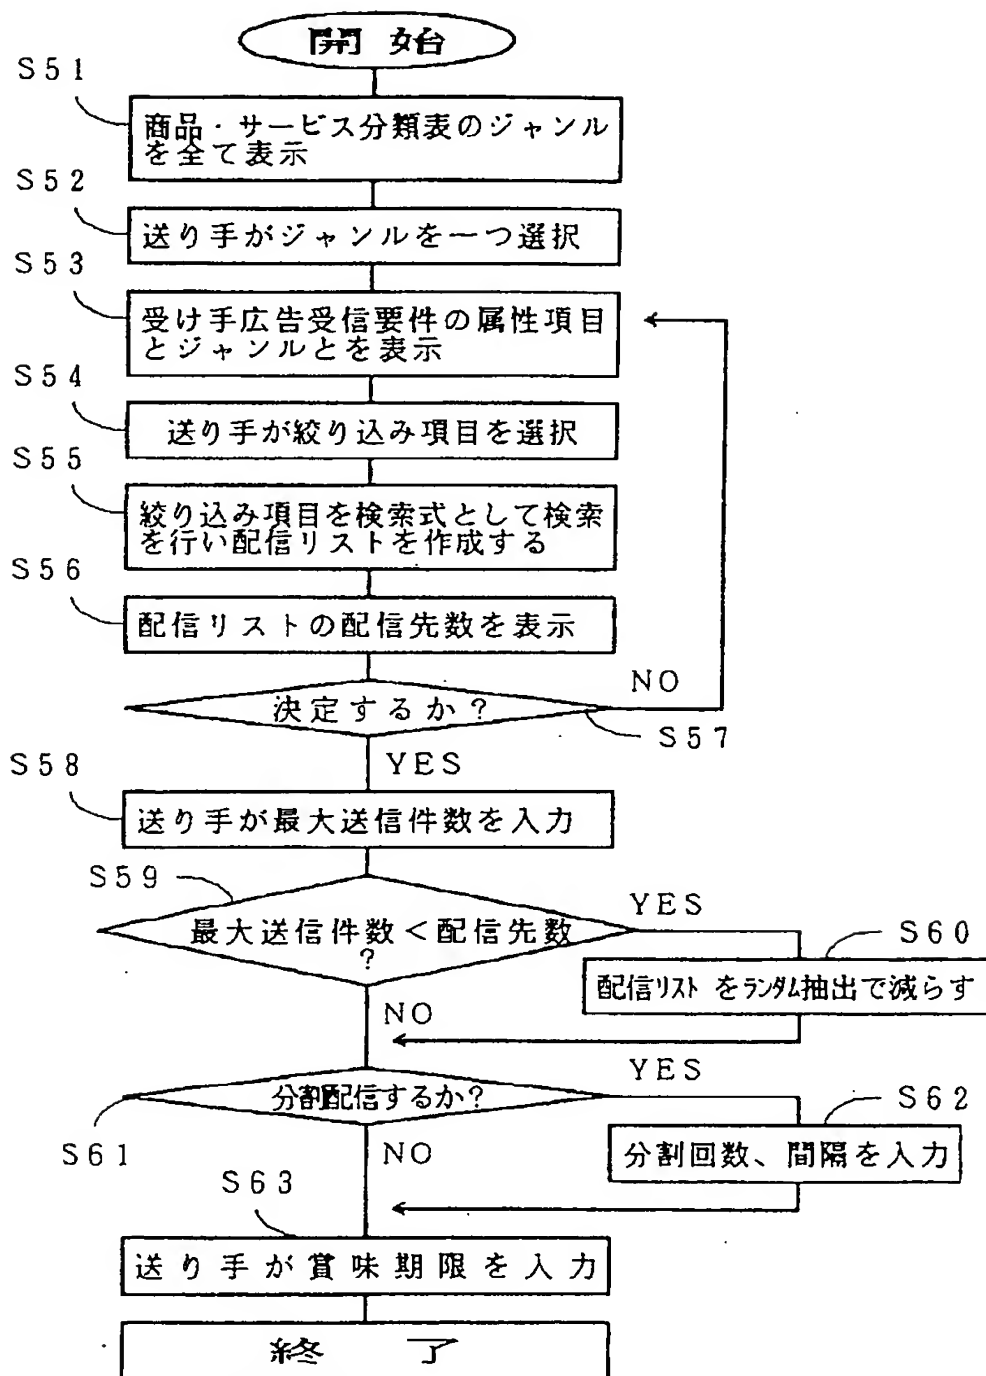 開始
S51
商品・サービス分類表のジャンル
を全て表示
S52
送り手がジャンルを一つ選択
S53
受け手広告受信要件の属性項目
とジャンルとを表示
S54
送り手が絞り込み項目を選択
S55
絞り込み項目を検索式として検索
を行い配信リストを作成する
S56
配信リストの配信先数を表示
NO
決定するか?
S57
YES
S58
送り手が最大送信件数を入力
S59
YES
最大送信件数<配信先数
?
S60
配信リストをランダム抽出で減らす
NO
YES
分割配信するか?
S62
S61
NO
分割回数、間隔を入力
S63
送り手が賞味期限を入力
終了